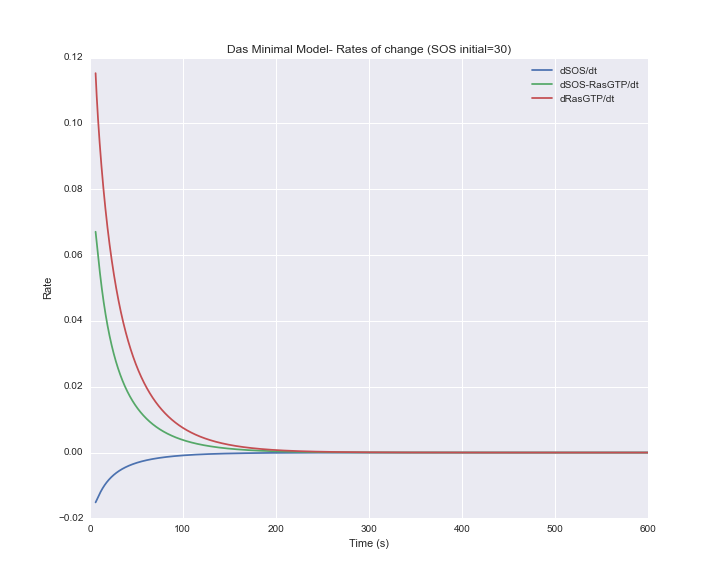 Das Minimal Model- Rates of change (SOS initial=30)
0.12
0.10
0.08
0.06
0.04
0.02
0.00
−0.02
Rate
dSOS/dt
dSOS-RasGTP/dt
dRasGTP/dt
0 100 200 300 400 500 600
Time (s)